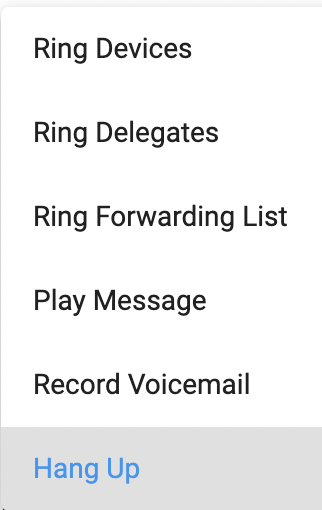 Ring Devices
Ring Delegates
Ring Forwarding List
Play Message
Record Voicemail
Hang Up